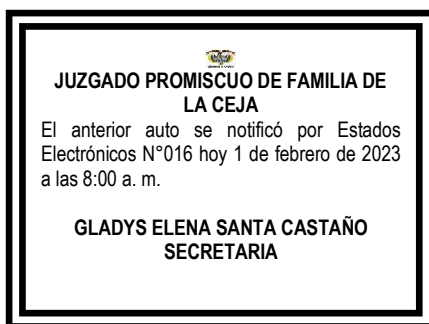 JUZGADO PROMISCUO DE FAMILIA DE
LA CEJA
El anterior auto se notificó por Estados
Electrónicos N°016 hoy 1 de febrero de 2023
a las 8:00 a. m.
GLADYS ELENA SANTA CASTAÑO
SECRETARIA